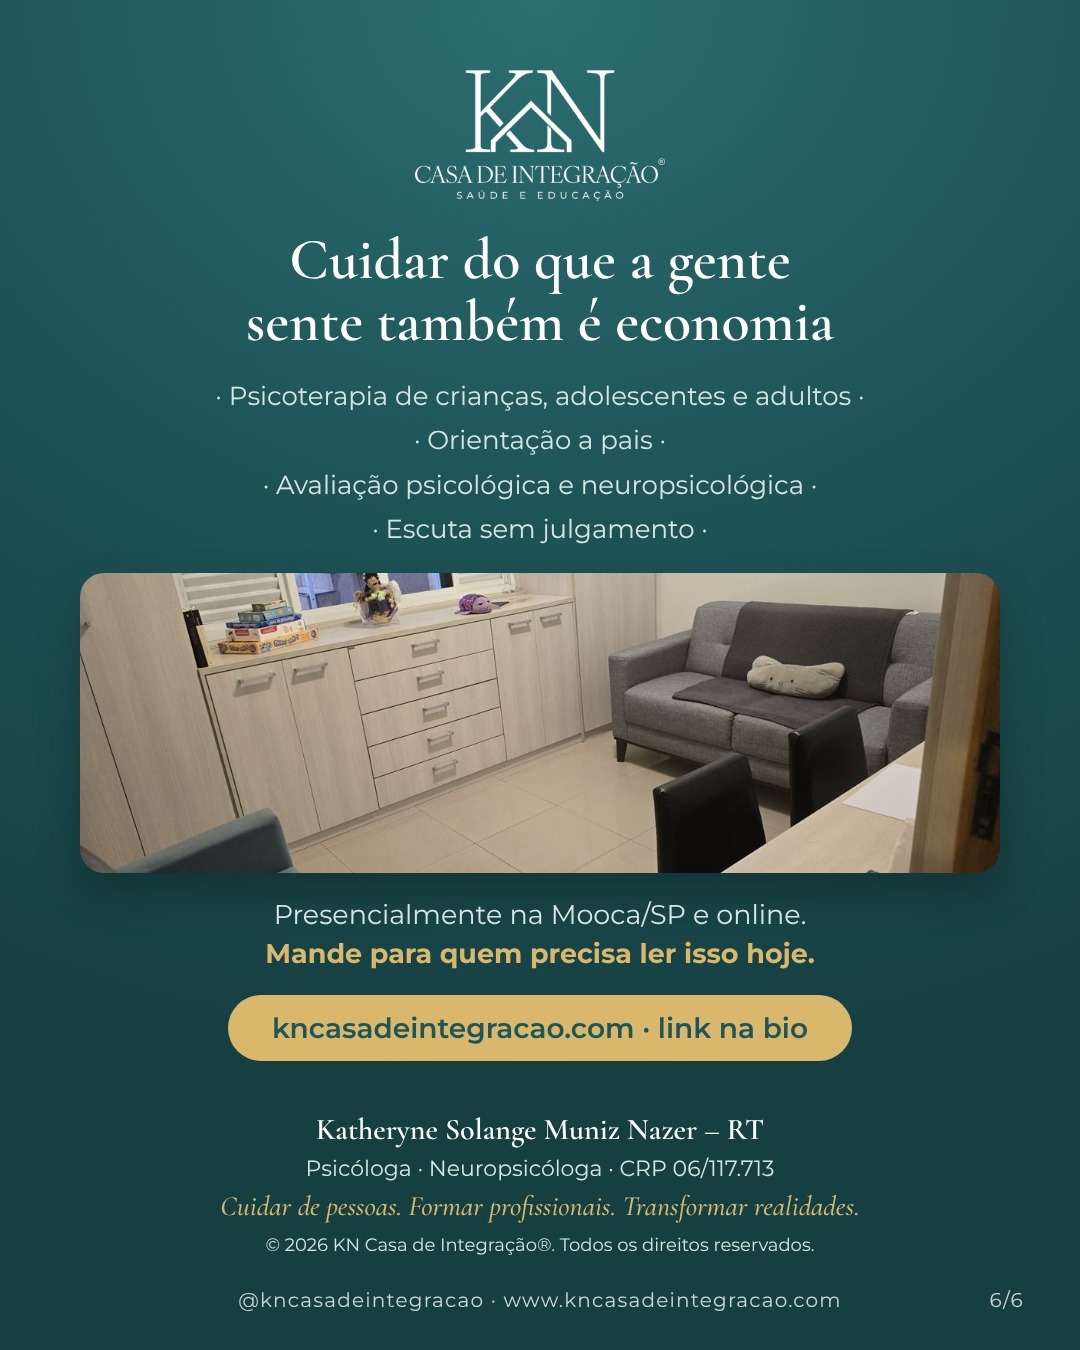 KN
CASA DE INTEGRAÇÃO®
SAÚDE E EDUCAÇÃO
Cuidar do que a gente
sente também é economia
· Psicoterapia de crianças, adolescentes e adultos ·
· Orientação a pais ·
· Avaliação psicológica e neuropsicológica ·
· Escuta sem julgamento ·
Presencialmente na Mooca/SP e online.
Mande para quem precisa ler isso hoje.
kncasadeintegracao.com · link na bio
Katheryne Solange Muniz Nazer – RT
Psicóloga · Neuropsicóloga · CRP 06/117.713
Cuidar de pessoas. Formar profissionais. Transformar realidades.
© 2026 KN Casa de Integração®. Todos os direitos reservados.
@kncasadeintegracao · www.kncasadeintegracao.com
6/6